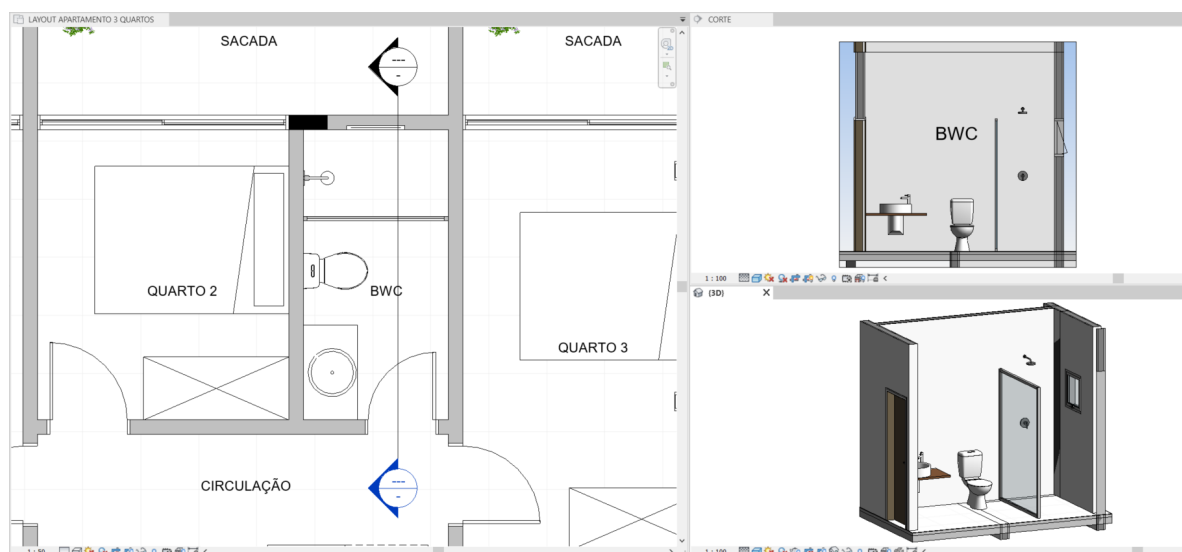 LAYOUT APARTAMENTO 3 QUARTOS
SACADA
SACADA
---
-
QUARTO 2
BWC
QUARTO 3
CIRCULAÇÃO
---
-
1 : 50
CORTE
BWC
1 : 100
{3D}
1 : 100